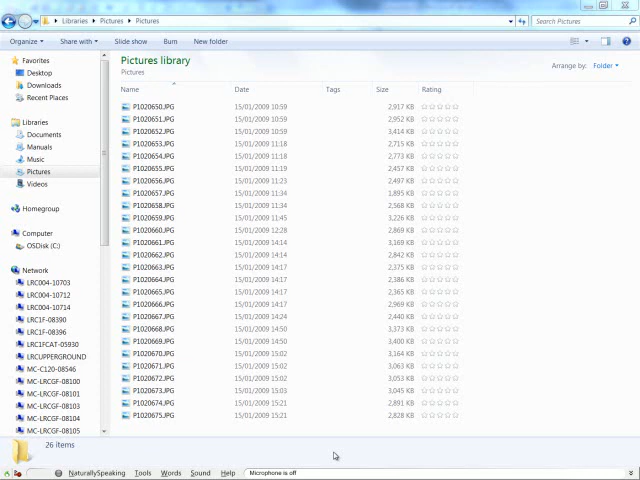 Libraries ▸ Pictures ▸ Pictures
Search Pictures
Organize Share with Slide show Burn New folder
Favorites
Desktop
Downloads
Recent Places
Libraries
Documents
Manuals
Music
Pictures
Videos
Homegroup
Computer
OSDisk (C:)
Network
LRC004-10703
LRC004-10712
LRC004-10714
LRC1F-08390
LRC1F-08396
LRC1FCAT-05930
LRCUPPERGROUND
MC-C120-08546
MC-LRCGF-08100
MC-LRCGF-08101
MC-LRCGF-08103
MC-LRCGF-08104
MC-LRCGF-08105
Pictures library
Pictures
Arrange by: Folder
Name Date Tags Size Rating
P1020650.JPG 15/01/2009 10:59 2,917 KB
P1020651.JPG 15/01/2009 10:59 2,952 KB
P1020652.JPG 15/01/2009 10:59 3,414 KB
P1020653.JPG 15/01/2009 11:18 2,715 KB
P1020654.JPG 15/01/2009 11:18 2,773 KB
P1020655.JPG 15/01/2009 11:19 2,457 KB
P1020656.JPG 15/01/2009 11:23 2,497 KB
P1020657.JPG 15/01/2009 11:34 1,895 KB
P1020658.JPG 15/01/2009 11:34 2,568 KB
P1020659.JPG 15/01/2009 11:45 3,226 KB
P1020660.JPG 15/01/2009 12:28 2,869 KB
P1020661.JPG 15/01/2009 14:14 3,169 KB
P1020662.JPG 15/01/2009 14:14 2,842 KB
P1020663.JPG 15/01/2009 14:17 2,375 KB
P1020664.JPG 15/01/2009 14:17 2,386 KB
P1020665.JPG 15/01/2009 14:17 2,365 KB
P1020666.JPG 15/01/2009 14:17 2,969 KB
P1020667.JPG 15/01/2009 14:24 2,440 KB
P1020668.JPG 15/01/2009 14:50 3,373 KB
P1020669.JPG 15/01/2009 14:50 3,400 KB
P1020670.JPG 15/01/2009 15:02 3,164 KB
P1020671.JPG 15/01/2009 15:02 3,063 KB
P1020672.JPG 15/01/2009 15:02 3,053 KB
P1020673.JPG 15/01/2009 15:03 3,045 KB
P1020674.JPG 15/01/2009 15:21 2,891 KB
P1020675.JPG 15/01/2009 15:21 2,828 KB
26 items
NaturallySpeaking Tools Words Sound Help Microphone is off